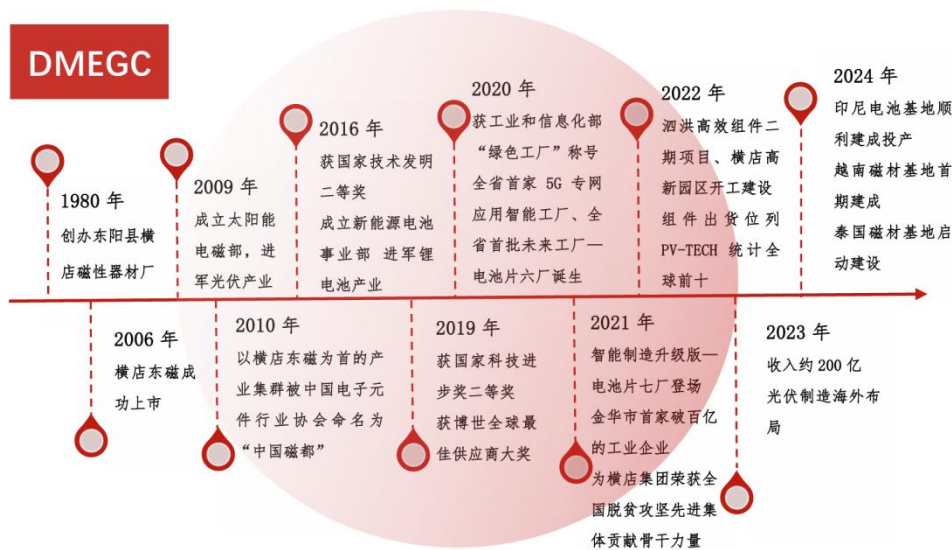 DMEGC
1980 年
创办东阳县横
店磁性器材厂
2006 年
横店东磁成
功上市
2009 年
成立太阳能
电磁部，进
军光伏产业
2010 年
以横店东磁为首的产
业集群被中国电子元
件行业协会命名为
“中国磁都”
2016 年
获国家技术发明
二等奖
成立新能源电池
事业部 进军锂
电池产业
2019 年
获国家科技进
步奖二等奖
获博世全球最
佳供应商大奖
2020 年
获工业和信息化部
“绿色工厂”称号
全省首家 5G 专网
应用智能工厂、全
省首批未来工厂—
电池片六厂诞生
2021 年
智能制造升级版—
电池片七厂登场
金华市首家破百亿
的工业企业
为横店集团荣获全
国脱贫攻坚先进集
体贡献骨干力量
2022 年
泗洪高效组件二
期项目、横店高
新园区开工建设
组件出货位列
PV-TECH 统计全
球前十
2023 年
收入约 200 亿
光伏制造海外布
局
2024 年
印尼电池基地顺
利建成投产
越南磁材基地首
期建成
泰国磁材基地启
动建设